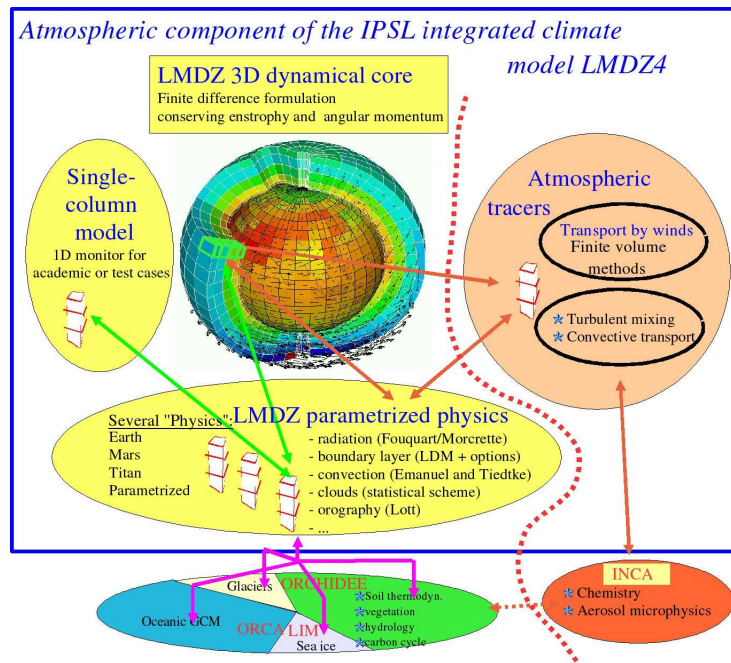 Atmospheric component of the IPSL integrated climate
model LMDZ4
LMDZ 3D dynamical core
Finite difference formulation
conserving enstrophy and angular momentum
Single-
column
model
1D monitor for
academic or test cases
Atmospheric
tracers
Transport by winds
Finite volume
methods
Turbulent mixing
Convective transport
LMDZ parametrized physics
Several "Physics":
Earth
Mars
Titan
Parametrized
- radiation (Fouquart/Morcrette)
- boundary layer (LDM + options)
- convection (Emanuel and Tiedtke)
- clouds (statistical scheme)
- orography (Lott)
- ...
Glaciers
ORCHIDEE
Soil thermodyn.
vegetation
hydrology
carbon cycle
Oceanic GCM
ORCA
LIM
Sea ice
INCA
Chemistry
Aerosol microphysics